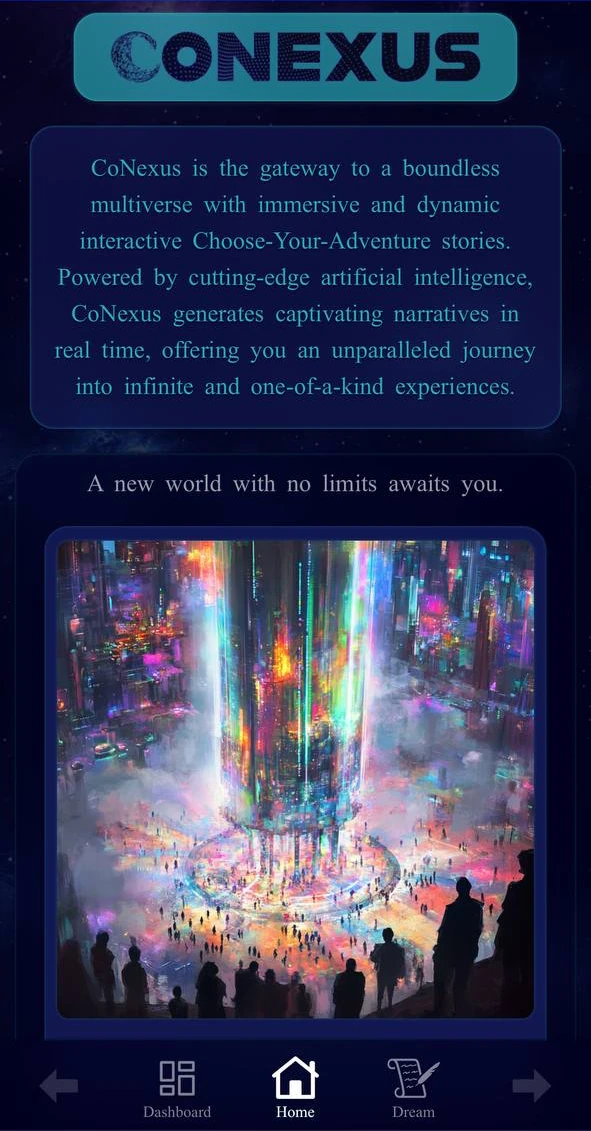 CONEXUS
CoNexus is the gateway to a boundless
multiverse with immersive and dynamic
interactive Choose-Your-Adventure stories.
Powered by cutting-edge artificial intelligence,
CoNexus generates captivating narratives in
real time, offering you an unparalleled journey
into infinite and one-of-a-kind experiences.
A new world with no limits awaits you.
Dashboard
Home
Dream